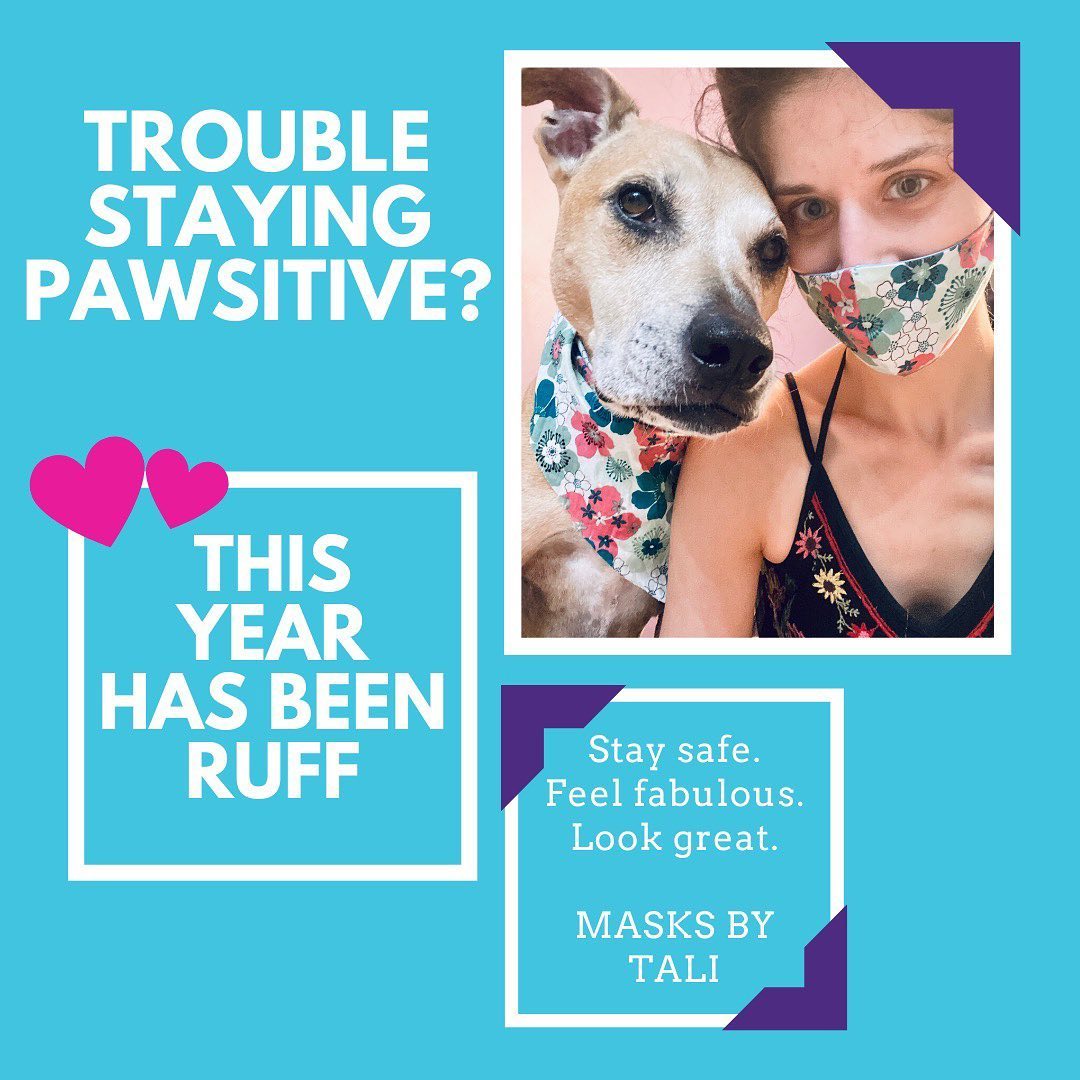 TROUBLE
STAYING
PAWSITIVE?
THIS
YEAR
HAS BEEN
RUFF
Stay safe.
Feel fabulous.
Look great.
MASKS BY
TALI